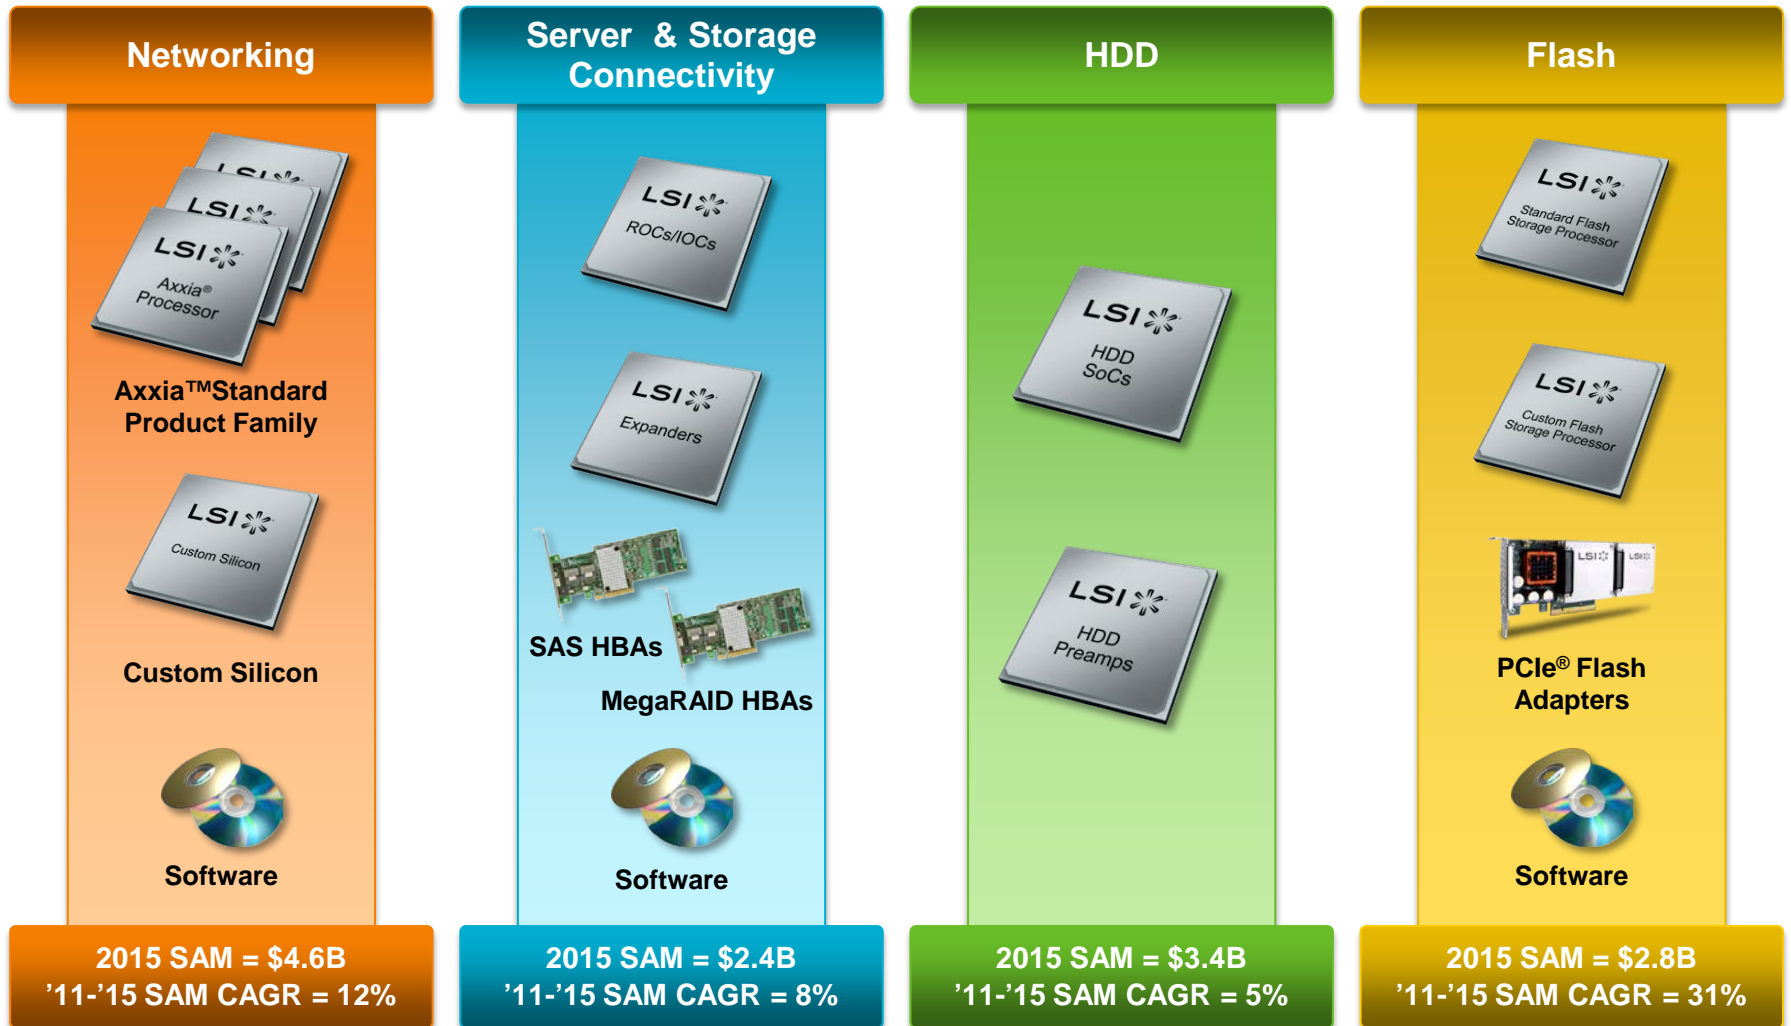 Networking
LSI
LSI
LSI
Axxia®
Processor
Axxia™Standard
Product Family
LSI
Custom Silicon
Custom Silicon
Software
2015 SAM = $4.6B
’11-’15 SAM CAGR = 12%
Server & Storage
Connectivity
LSI
ROCs/IOCs
LSI
Expanders
SAS HBAs
MegaRAID HBAs
Software
2015 SAM = $2.4B
’11-’15 SAM CAGR = 8%
HDD
LSI
HDD
SoCs
LSI
HDD
Preamps
2015 SAM = $3.4B
’11-’15 SAM CAGR = 5%
Flash
LSI
Standard Flash
Storage Processor
LSI
Custom Flash
Storage Processor
LSI
LSI
PCIe® Flash
Adapters
Software
2015 SAM = $2.8B
’11-’15 SAM CAGR = 31%